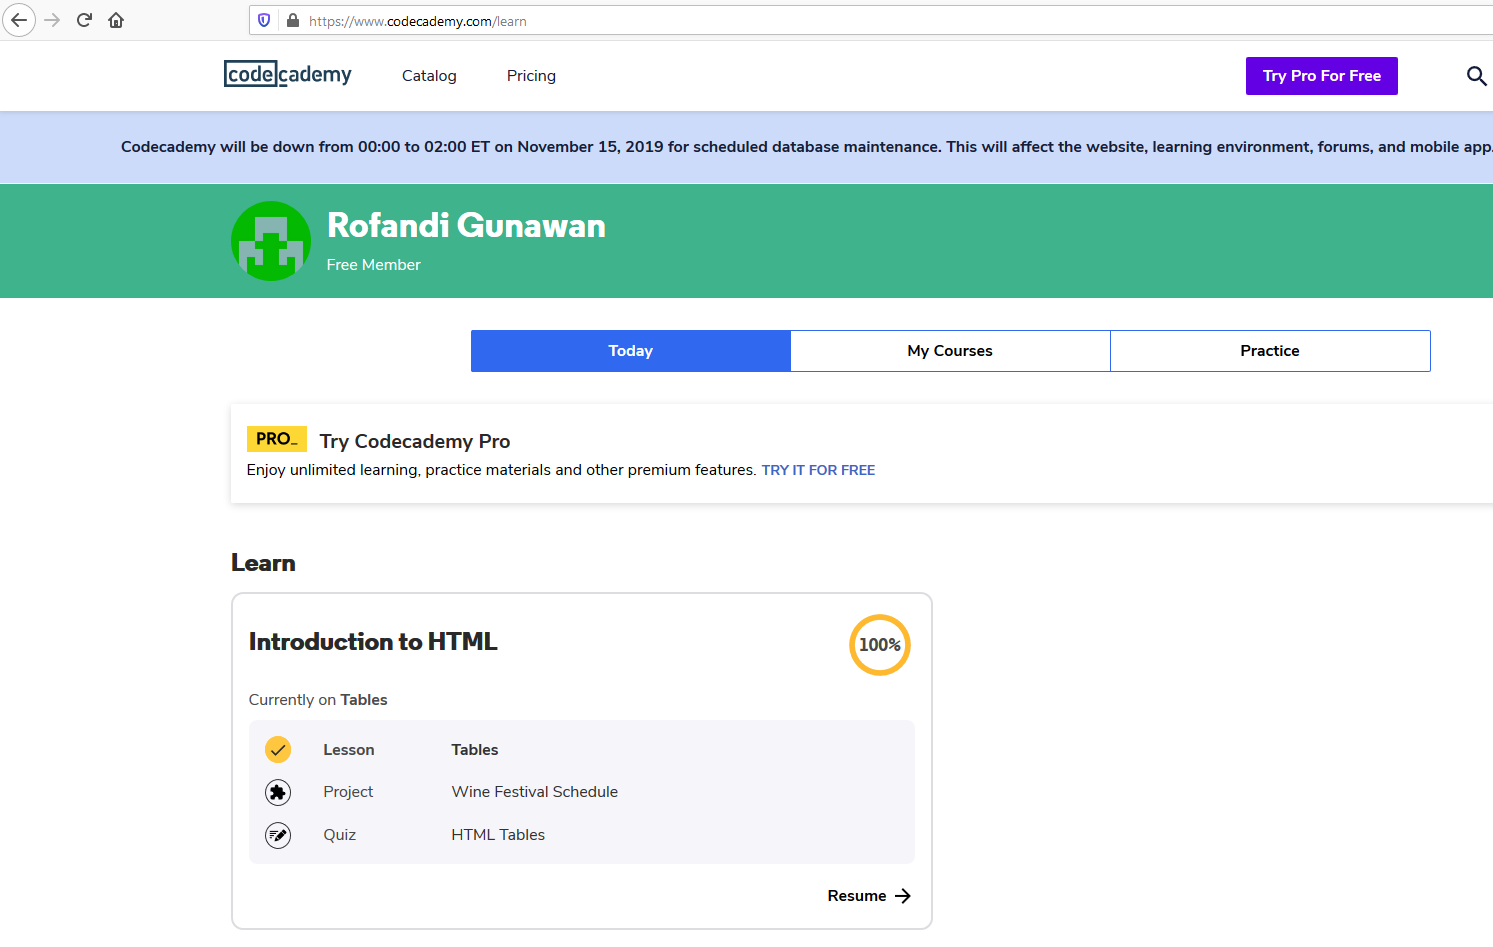 https://www.codecademy.com/learn
codecademy
Catalog
Pricing
Try Pro For Free
Codecademy will be down from 00:00 to 02:00 ET on November 15, 2019 for scheduled database maintenance. This will affect the website, learning environment, forums, and mobile app.
Rofandi Gunawan
Free Member
Today
My Courses
Practice
PRO_ Try Codecademy Pro
Enjoy unlimited learning, practice materials and other premium features. TRY IT FOR FREE
Learn
Introduction to HTML
100%
Currently on Tables
Lesson Tables
Project Wine Festival Schedule
Quiz HTML Tables
Resume